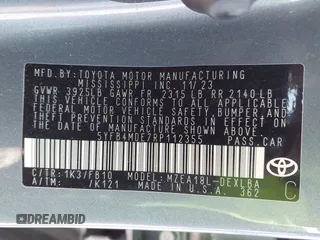 MFD.BY:TOYOTA MOTOR MANUFACTURING
MISSISSIPPI, INC. 11/23
GVWR 3925LB GAWR FR 2315LB RR 2140LB
THIS VEHICLE CONFORMS TO ALL APPLICABLE
FEDERAL MOTOR VEHICLE SAFETY, BUMPER, AND
THEFT PREVENTION STANDARDS IN EFFECT ON
THE DATE OF MANUFACTURE SHOWN ABOVE.
5YFB4MDE7RP112355 PASS.CAR
C/TR:1K3/FB10 MODEL:MZEA18L-DEXLBA
A/TM: /K121 MADE IN U.S.A. 362
TOYOTA
C
DREAMBID